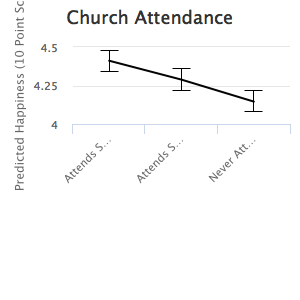 Church Attendance
Predicted Happiness (10 Point Sc
4.5
4.25
4
Attends S...
Attends S...
Never Att...